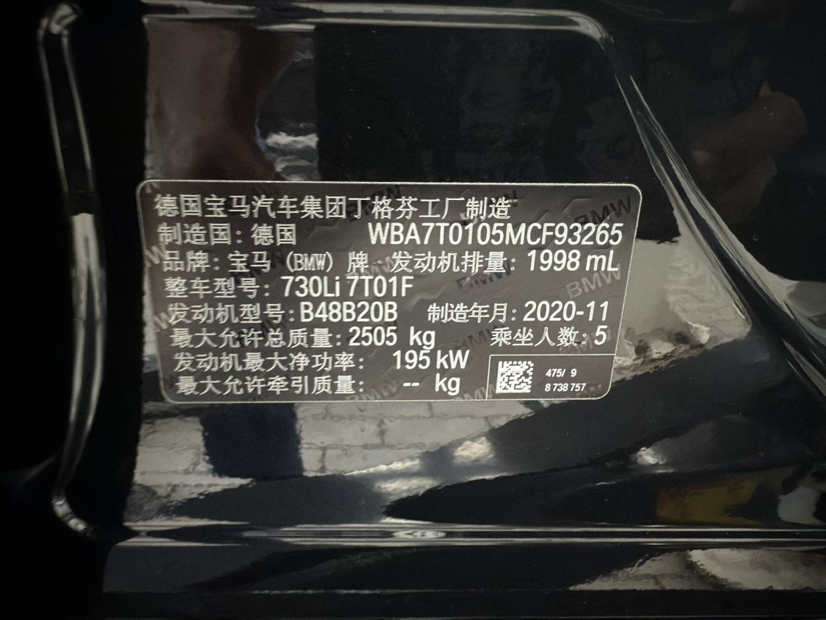 德国宝马汽车集团丁格芬工厂制造
制造国：德国 WBA7T0105MCF93265
品牌：宝马 (BMW) 牌 发动机排量：1998 mL
整车型号：730Li 7T01F
发动机型号：B48B20B 制造年月：2020-11
最大允许总质量：2505 kg 乘坐人数：5
发动机最大净功率： 195 kW
最大允许牵引质量： -- kg
475/ 9
8 738 757